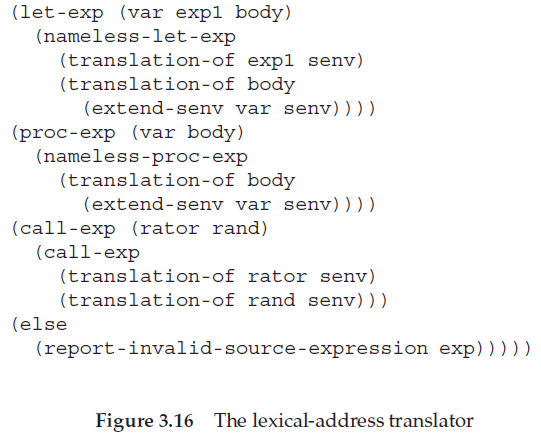 (let-exp (var exp1 body)
(nameless-let-exp
(translation-of exp1 senv)
(translation-of body
(extend-senv var senv))))
(proc-exp (var body)
(nameless-proc-exp
(translation-of body
(extend-senv var senv))))
(call-exp (rator rand)
(call-exp
(translation-of rator senv)
(translation-of rand senv)))
(else
(report-invalid-source-expression exp)))))
Figure 3.16 The lexical-address translator